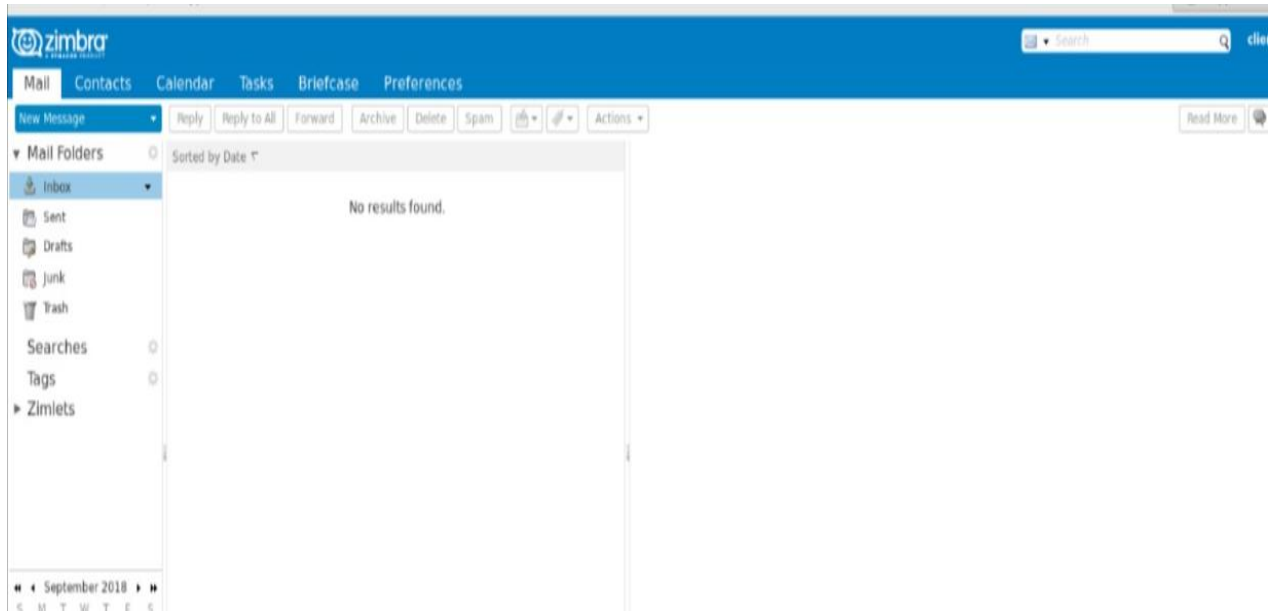 zimbra
A SYNACOR PRODUCT
Search
clie
Mail Contacts Calendar Tasks Briefcase Preferences
New Message Reply Reply to All Forward Archive Delete Spam Actions Read More
Mail Folders
Sorted by Date
Inbox
No results found.
Sent
Drafts
Junk
Trash
Searches
Tags
Zimlets
September 2018
S M T W T F S